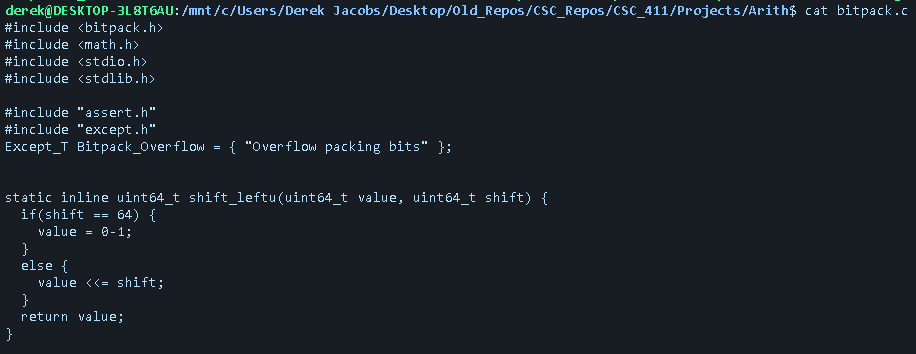 derek@DESKTOP-3L8T6AU:/mnt/c/Users/Derek Jacobs/Desktop/Old_Repos/CSC_Repos/CSC_411/Projects/Arith$ cat bitpack.c
#include <bitpack.h>
#include <math.h>
#include <stdio.h>
#include <stdlib.h>

#include "assert.h"
#include "except.h"
Except_T Bitpack_Overflow = { "Overflow packing bits" };


static inline uint64_t shift_leftu(uint64_t value, uint64_t shift) {
  if(shift == 64) {
    value = 0-1;
  }
  else {
    value <<= shift;
  }
  return value;
}